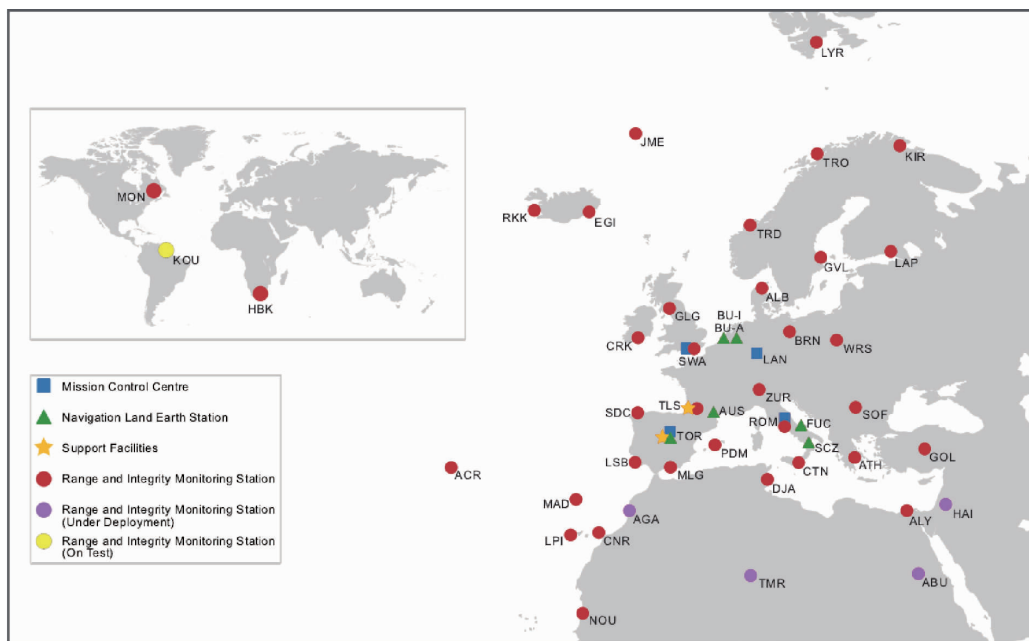 LYR
JME
TRO
KIR
MON
RKK
EGI
TRD
KOU
GVL
LAP
HBK
ALB
GLG
BU-I
BU-A
CRK
BRN
WRS
SWA
LAN
Mission Control Centre
Navigation Land Earth Station
Support Facilities
Range and Integrity Monitoring Station
Range and Integrity Monitoring Station
(Under Deployment)
Range and Integrity Monitoring Station
(On Test)
ZUR
TLS
SDC
AUS
SOF
ROM
FUC
TOR
SCZ
PDM
GOL
LSB
MLG
CTN
ATH
ACR
DJA
MAD
AGA
ALY
HAI
LPI
CNR
TMR
ABU
NOU